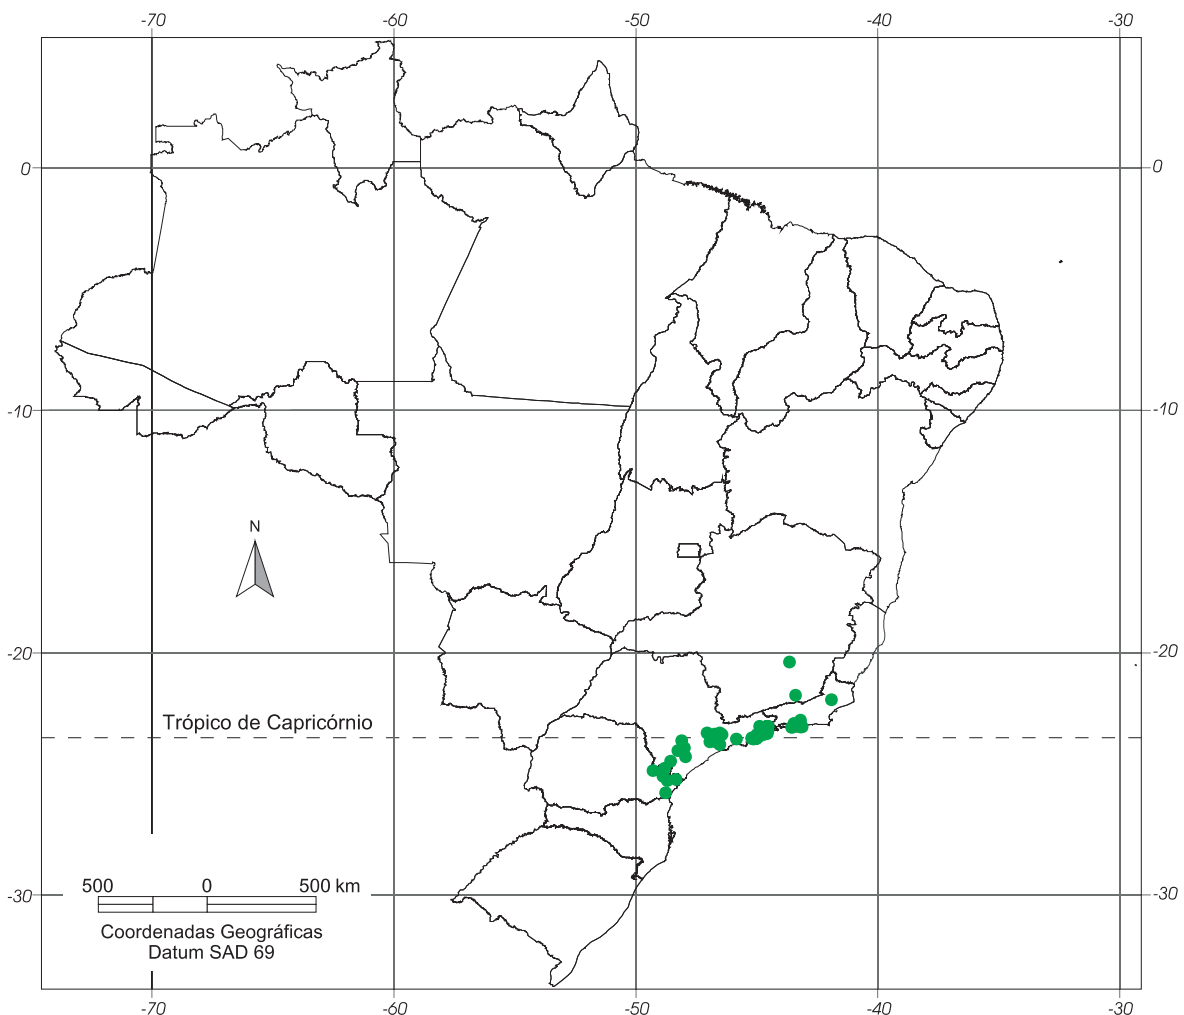 -70 -60 -50 -40 -30
0 0
-10 -10
N
-20 -20
Trópico de Capricórnio
500 0 500 km
-30 -30
Coordenadas Geográficas
Datum SAD 69
-70 -60 -50 -40 -30